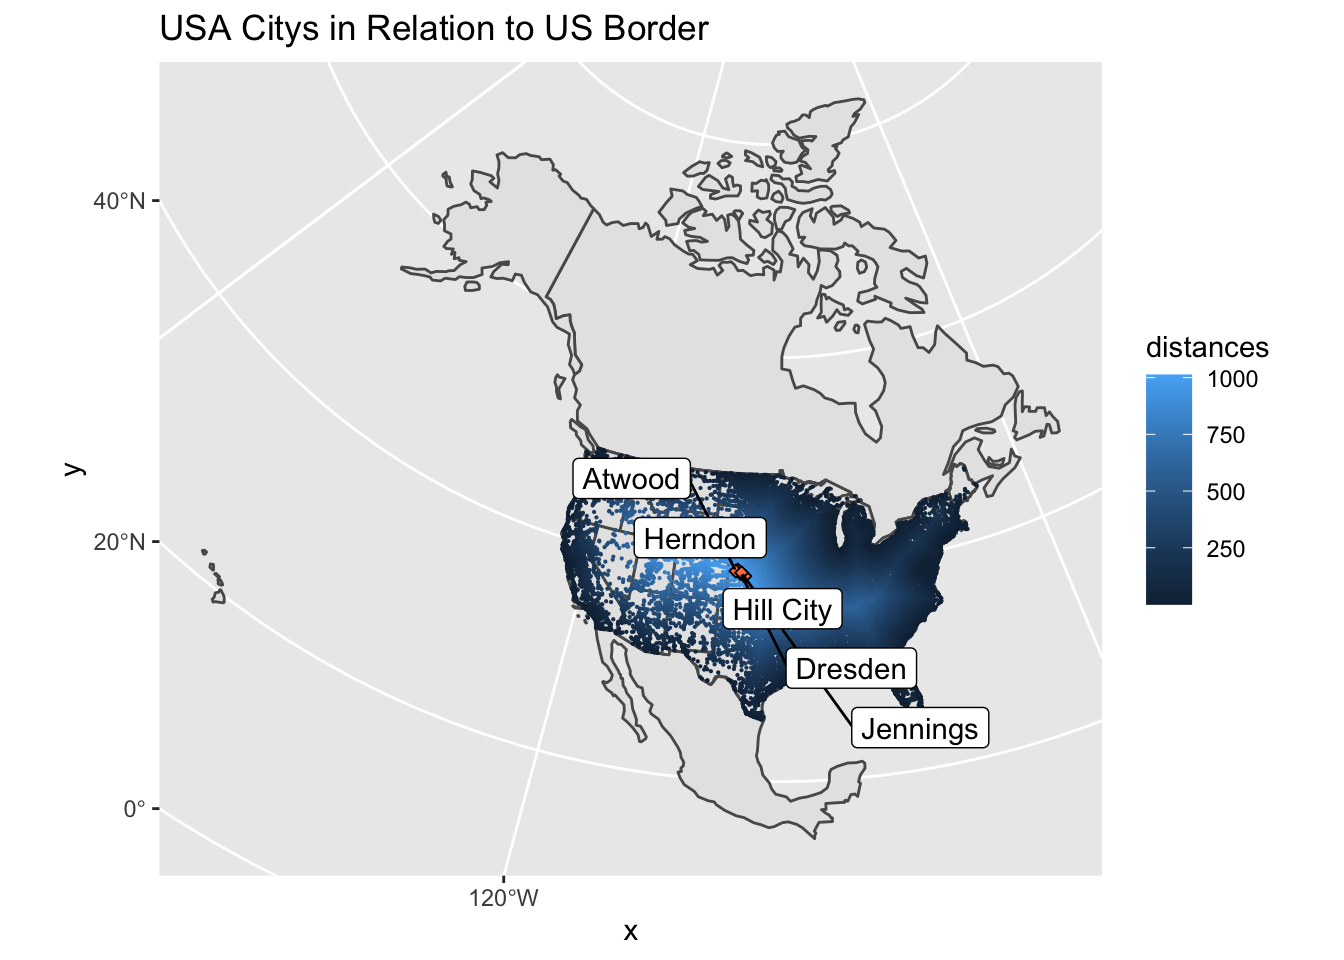 USA Citys in Relation to US Border
40°N
20°N
0°
120°W
x
y
Atwood
Herndon
Hill City
Dresden
Jennings
distances
1000
750
500
250